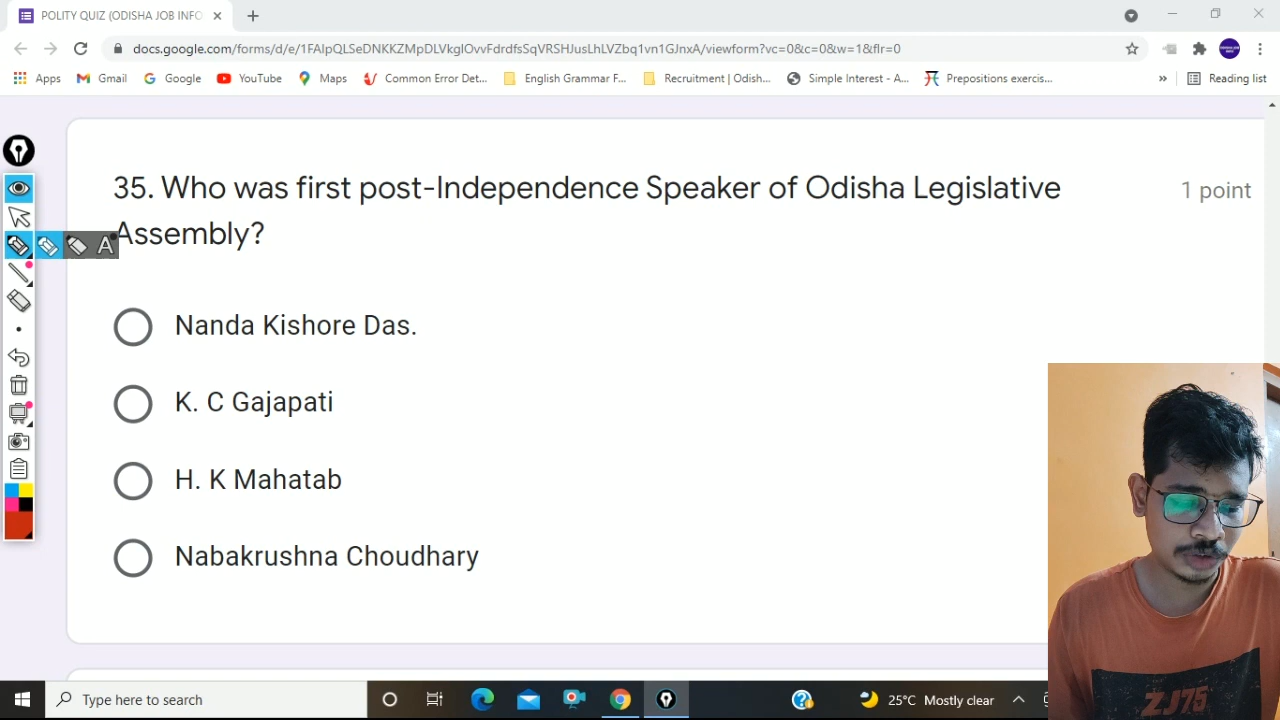 POLITY QUIZ (ODISHA JOB INFO
docs.google.com/forms/d/e/1FAIpQLSeDNKKZMpDLVkglOvvFdrdfsSqVRSHJusLhLVZbq1vn1GJnxA/viewform?vc=0&c=0&w=1&flr=0
Apps Gmail Google YouTube Maps Common Error Det... English Grammar F... Recruitment | Odish... Simple Interest - A... Prepositions exercis... » Reading list
35. Who was first post-Independence Speaker of Odisha Legislative 1 point
Assembly?
A
Nanda Kishore Das.
K. C Gajapati
H. K Mahatab
Nabakrushna Choudhary
ZJ75
Type here to search 25°C Mostly clear